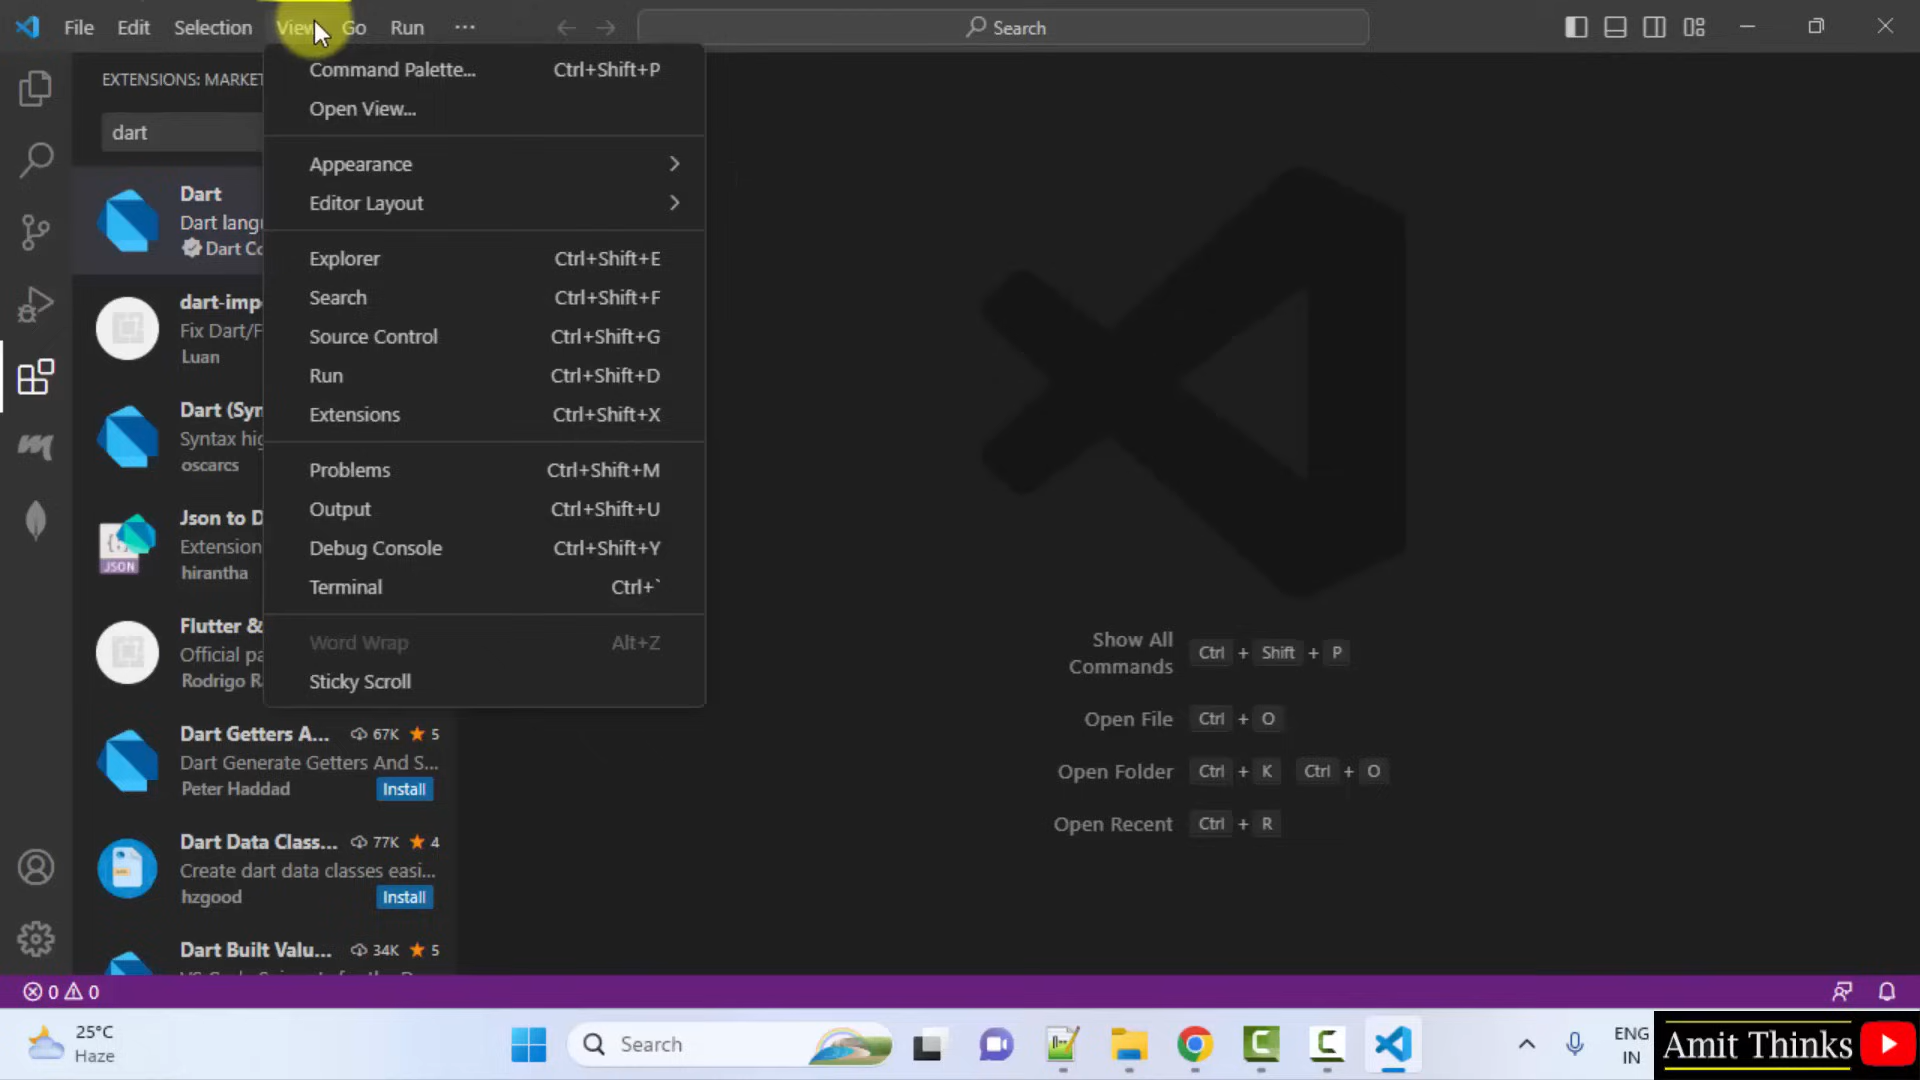 File Edit Selection View Go Run ...
Search
EXTENSIONS: MARKET
dart
Dart
Dart langu
Dart Co
dart-imp
Fix Dart/F
Luan
Dart (Syn
Syntax hig
oscarcs
Json to D
Extension
hirantha
JSON
Flutter &
Official pa
Rodrigo R
Dart Getters A... 67K 5
Dart Generate Getters And S...
Peter Haddad Install
Dart Data Class... 77K 4
Create dart data classes easi...
hzgood Install
Dart Built Valu... 34K 5
Command Palette... Ctrl+Shift+P
Open View...
Appearance
Editor Layout
Explorer Ctrl+Shift+E
Search Ctrl+Shift+F
Source Control Ctrl+Shift+G
Run Ctrl+Shift+D
Extensions Ctrl+Shift+X
Problems Ctrl+Shift+M
Output Ctrl+Shift+U
Debug Console Ctrl+Shift+Y
Terminal Ctrl+`
Word Wrap Alt+Z
Sticky Scroll
Show All
Commands Ctrl + Shift + P
Open File Ctrl + O
Open Folder Ctrl + K Ctrl + O
Open Recent Ctrl + R
0 0
25°C
Haze
Search
ENG
IN
Amit Thinks